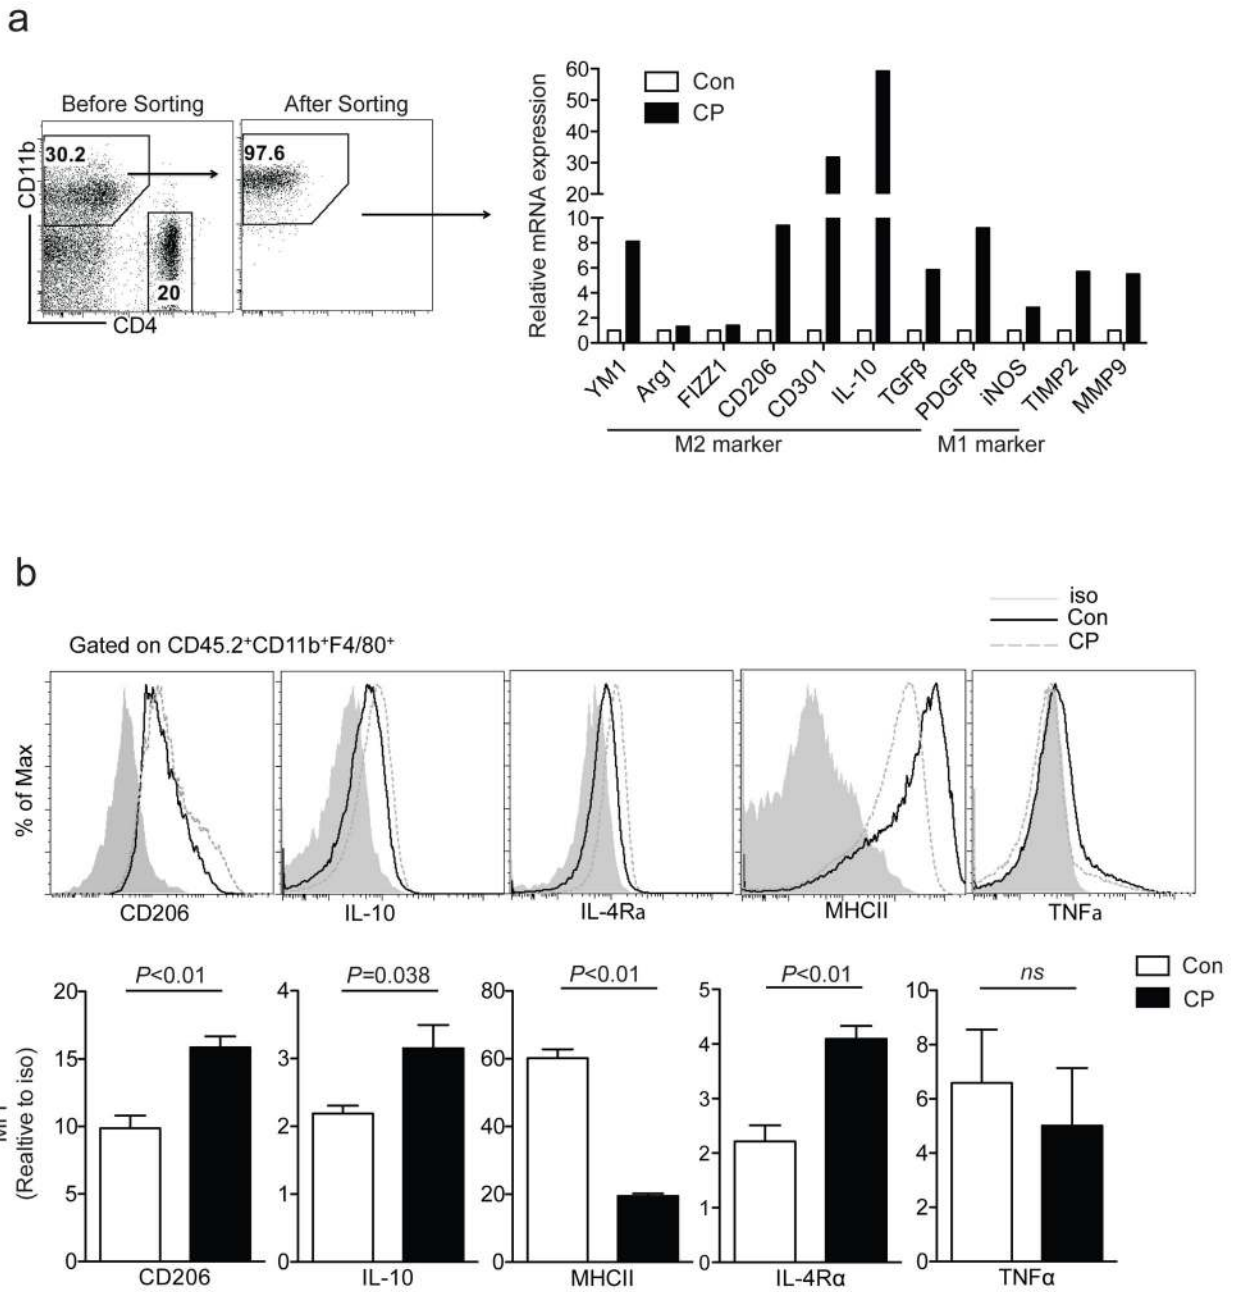 a
Before Sorting
After Sorting
CD11b
30.2
20
97.6
CD4
Relative mRNA expression
60
50
40
30
20
10
8
6
4
2
0
Con
CP
YM1
Arg1
FIZZ1
CD206
CD301
IL-10
TGFβ
PDGFβ
iNOS
TIMP2
MMP9
M2 marker
M1 marker
b
iso
Con
CP
Gated on CD45.2⁺CD11b⁺F4/80⁺
% of Max
CD206
IL-10
IL-4Ra
MHCII
TNFa
(Realtive to iso)
P<0.01
20
15
10
5
0
CD206
P=0.038
4
3
2
1
0
IL-10
P<0.01
80
60
40
20
0
MHCII
P<0.01
5
4
3
2
1
0
IL-4Rα
ns
10
8
6
4
2
0
TNFα
Con
CP